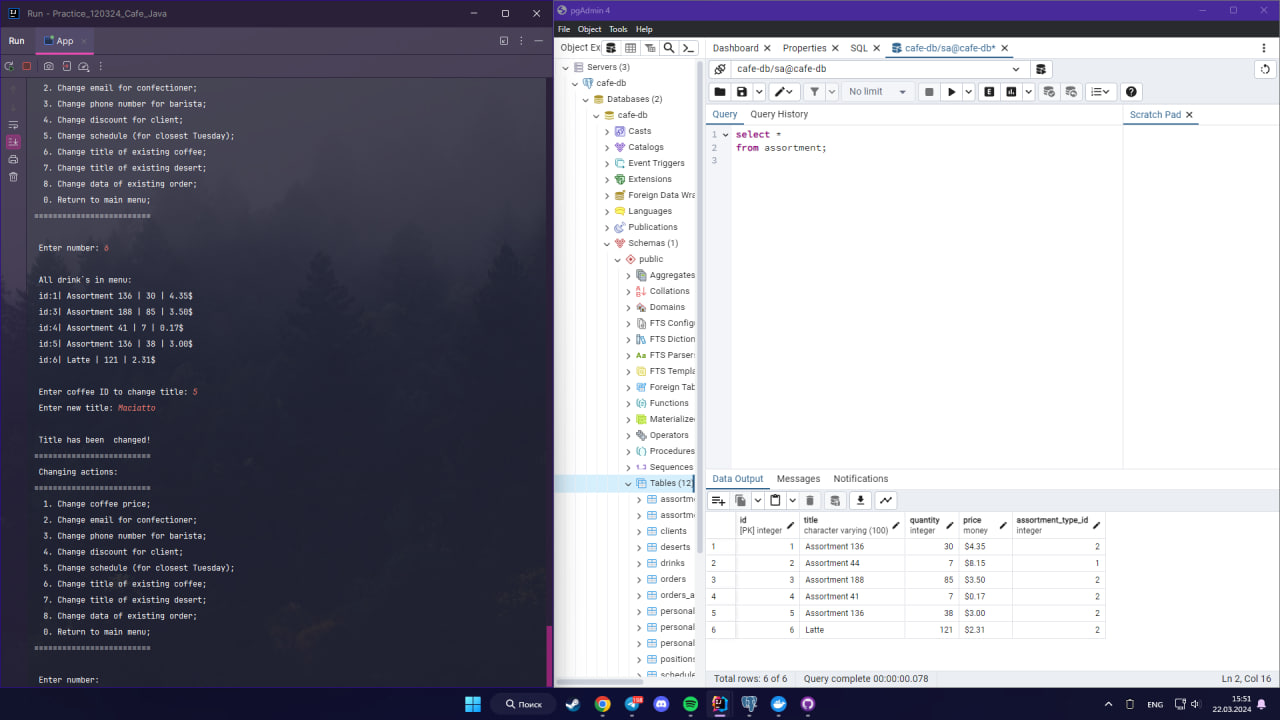 Run - Practice_120324_Cafe_Java
Run
App
2. Change email for confectioner;
3. Change phone number for barista;
4. Change discount for client;
5. Change schedule (for closest Tuesday);
6. Change title of existing coffee;
7. Change title of existing desert;
8. Change data of existing order;
0. Return to main menu;
=========================
Enter number: 6
All drink`s in menu:
id:1| Assortment 136 | 30 | 4.35$
id:3| Assortment 188 | 85 | 3.50$
id:4| Assortment 41 | 7 | 0.17$
id:5| Assortment 136 | 38 | 3.00$
id:6| Latte | 121 | 2.31$
Enter coffee ID to change title: 5
Enter new title: Maciatto
Title has been  changed!
=========================
Changing actions:
=========================
1. Change coffee price;
2. Change email for confectioner;
3. Change phone number for barista;
4. Change discount for client;
5. Change schedule (for closest Tuesday);
6. Change title of existing coffee;
7. Change title of existing desert;
8. Change data of existing order;
0. Return to main menu;
=========================
Enter number:
pgAdmin 4
File Object Tools Help
Object Ex
Servers (3)
cafe-db
Databases (2)
cafe-db
Casts
Catalogs
Event Triggers
Extensions
Foreign Data Wra
Languages
Publications
Schemas (1)
public
Aggregates
Collations
Domains
FTS Config
FTS Diction
FTS Parsers
FTS Templa
Foreign Tab
Functions
Materialize
Operators
Procedures
1..3 Sequences
Tables (12)
assortme
assortme
clients
deserts
drinks
orders
orders_a
personal
personal
personal
positions
schedule
Dashboard Properties SQL cafe-db/sa@cafe-db*
cafe-db/sa@cafe-db
No limit
Query Query History
Scratch Pad
1 select *
2 from assortment;
3
Data Output Messages Notifications
id title quantity price assortment_type_id
[PK] integer character varying (100) integer money integer
1 1 Assortment 136 30 $4.35 2
2 2 Assortment 44 7 $8.15 1
3 3 Assortment 188 85 $3.50 2
4 4 Assortment 41 7 $0.17 2
5 5 Assortment 136 38 $3.00 2
6 6 Latte 121 $2.31 2
Total rows: 6 of 6 Query complete 00:00:00.078 Ln 2, Col 16
Поиск
ENG
15:51
22.03.2024